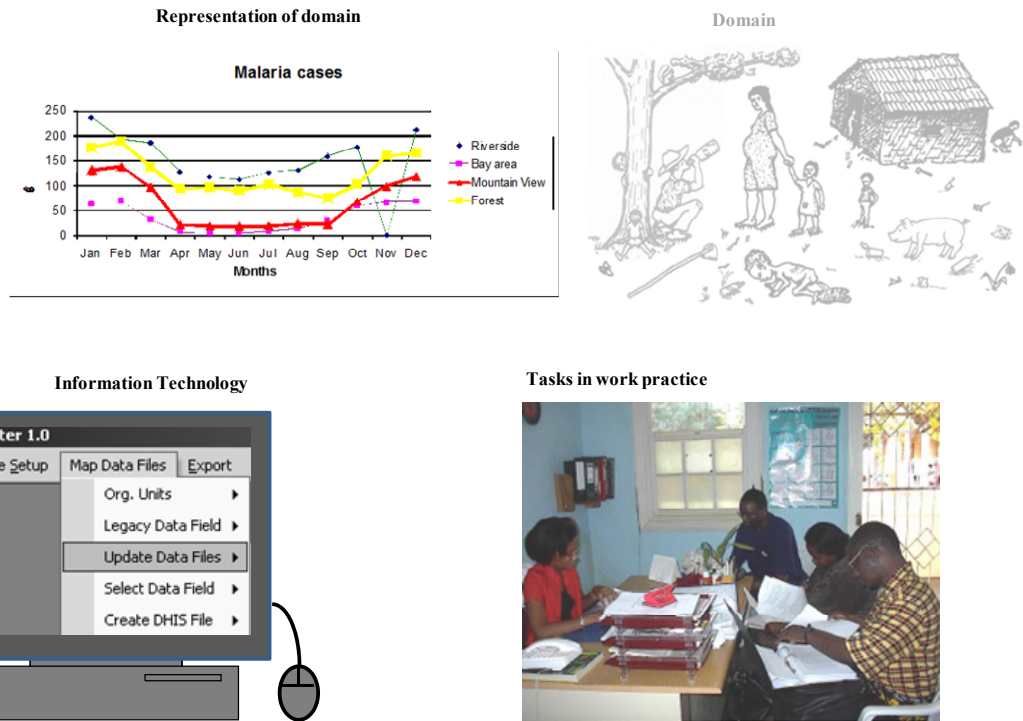 Representation of domain
Domain
Malaria cases
250
200
150
100
50
0
Jan Feb Mar Apr May Jun Jul Aug Sep Oct Nov Dec
Months
Riverside
Bay area
Mountain View
Forest
Information Technology
Tasks in work practice
ter 1.0
e Setup Map Data Files Export
Org. Units
Legacy Data Field
Update Data Files
Select Data Field
Create DHIS File